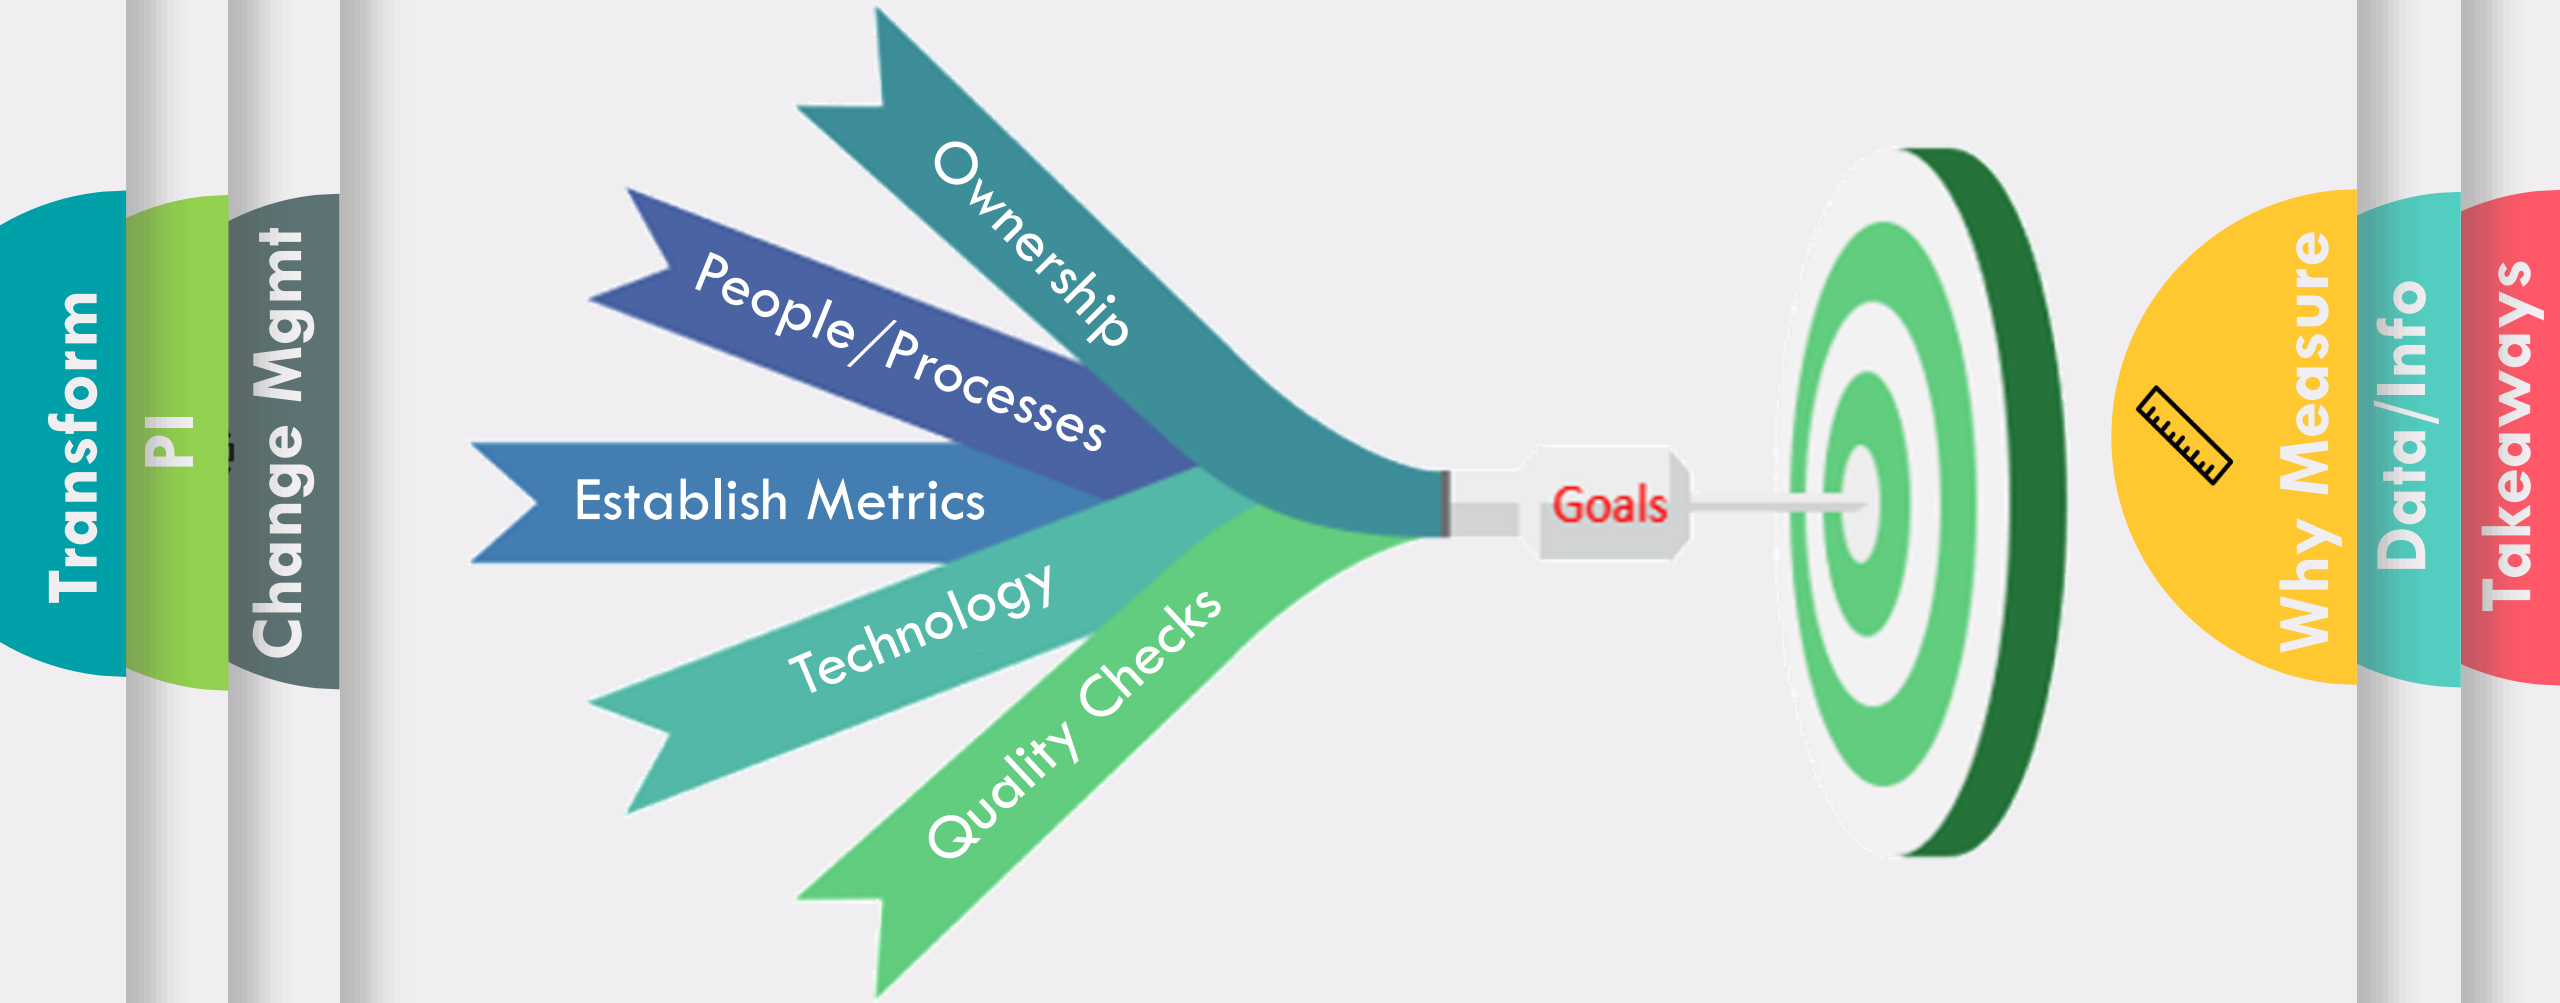 Transform
PI
Change Mgmt
Ownership
People/Processes
Establish Metrics
Technology
Quality Checks
Goals
Why Measure
Data/Info
Takeaways